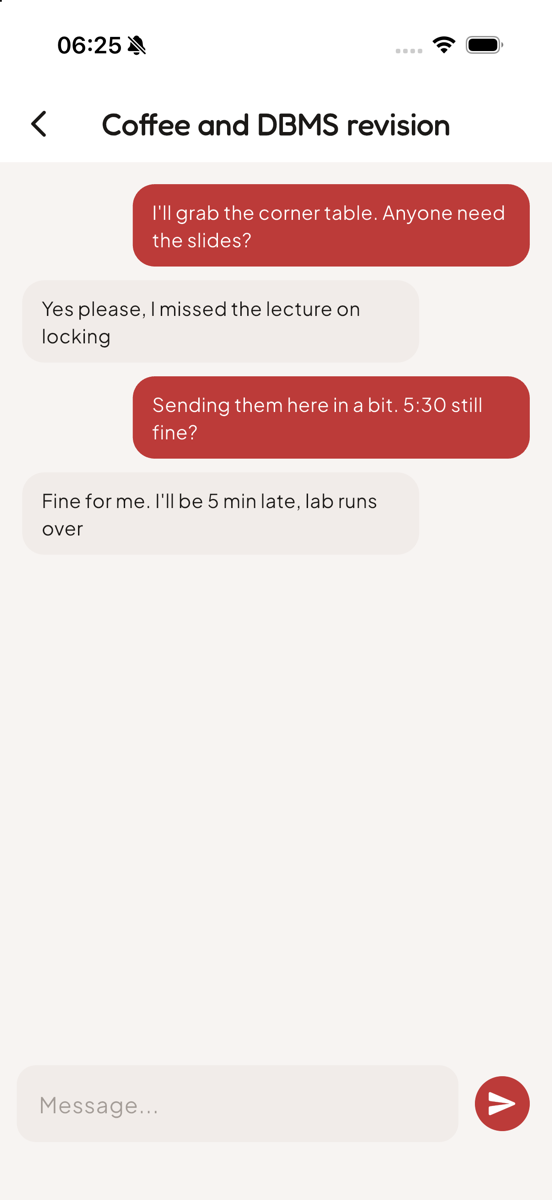 06:25
Coffee and DBMS revision
I'll grab the corner table. Anyone need
the slides?
Yes please, I missed the lecture on
locking
Sending them here in a bit. 5:30 still
fine?
Fine for me. I'll be 5 min late, lab runs
over
Message...